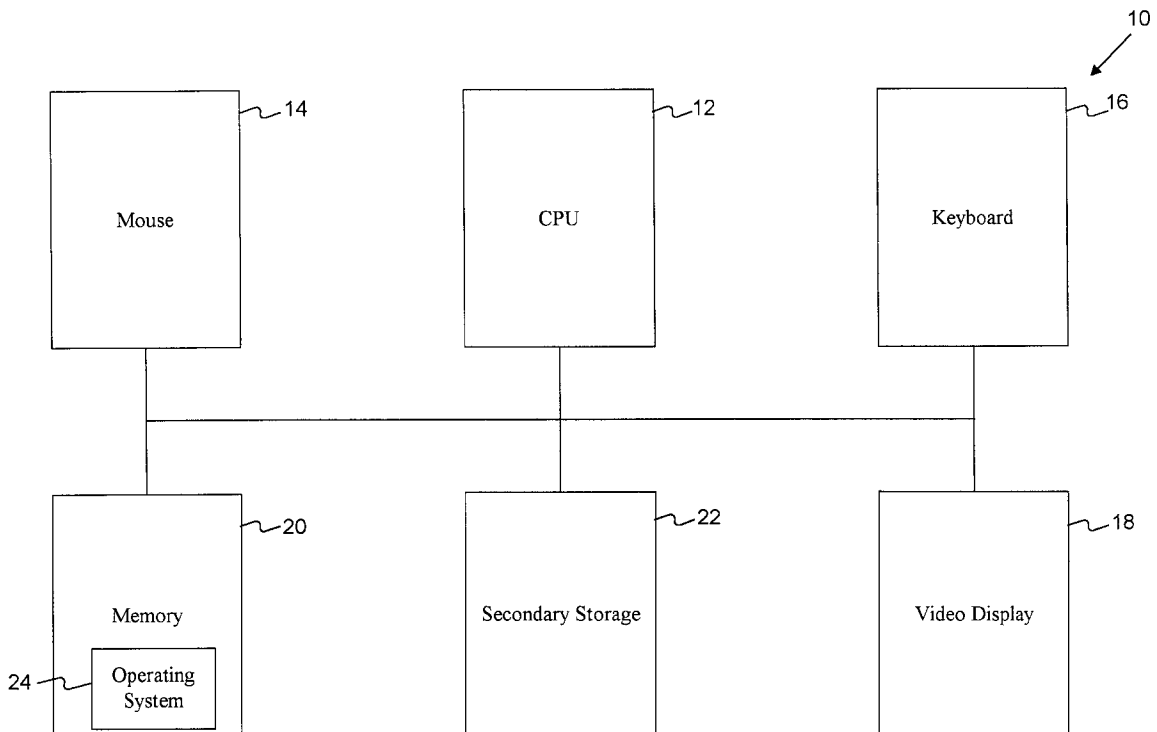 10
14
12
16
Mouse
CPU
Keyboard
20
22
18
Memory
Secondary Storage
Video Display
24
Operating
System